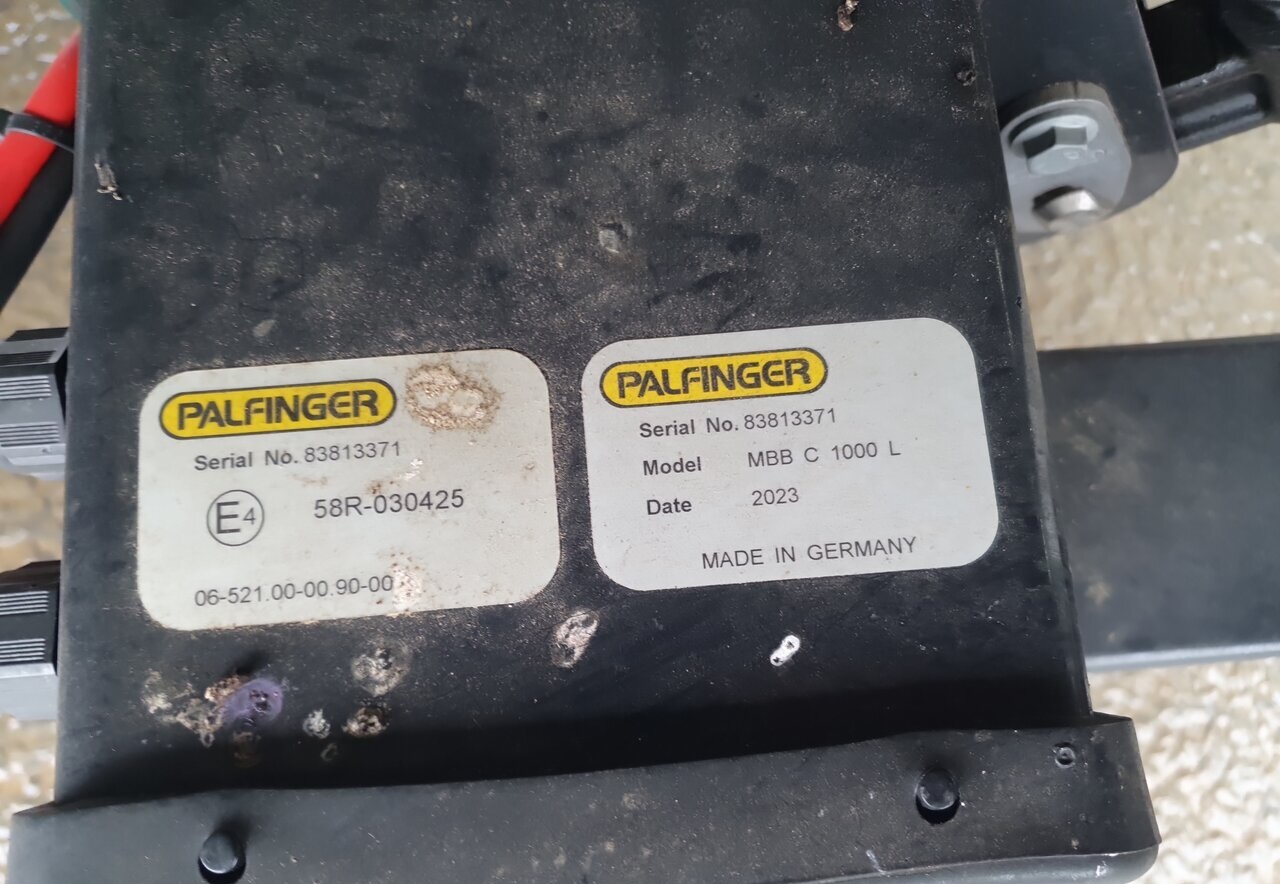 PALFINGER
Serial No. 83813371
E4 58R-030425
06-521.00-00.90-00
PALFINGER
Serial No. 83813371
Model MBB C 1000 L
Date 2023
MADE IN GERMANY